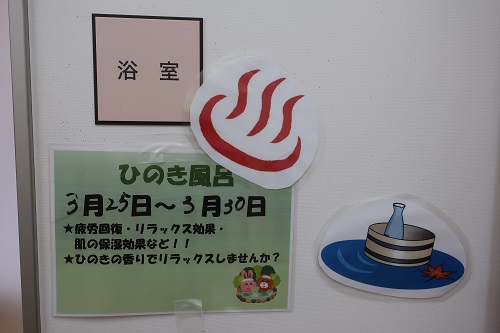 浴室
ひのき風呂
3月25日～3月30日
★疲労回復・リラックス効果・
肌の保湿効果など！！
★ひのきの香りでリラックスしませんか？